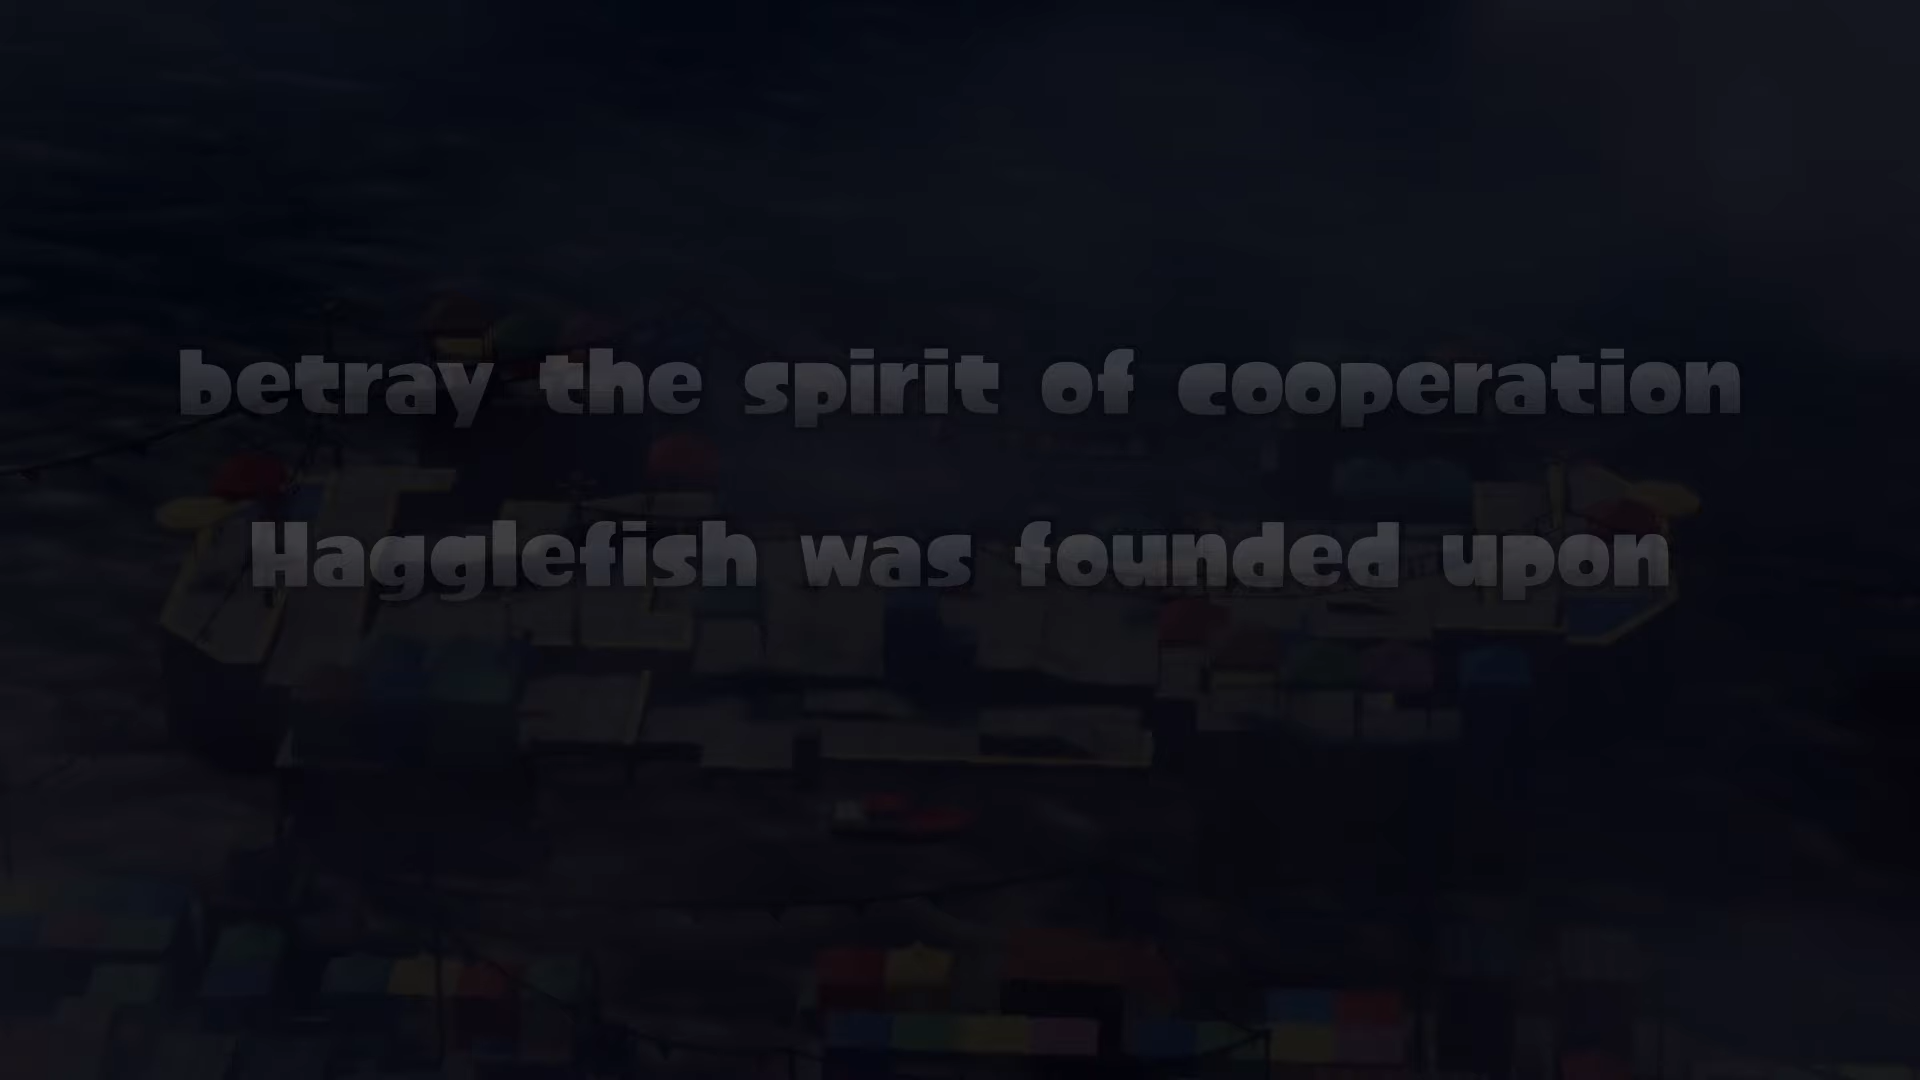 betray the spirit of cooperation
Hagglefish was founded upon